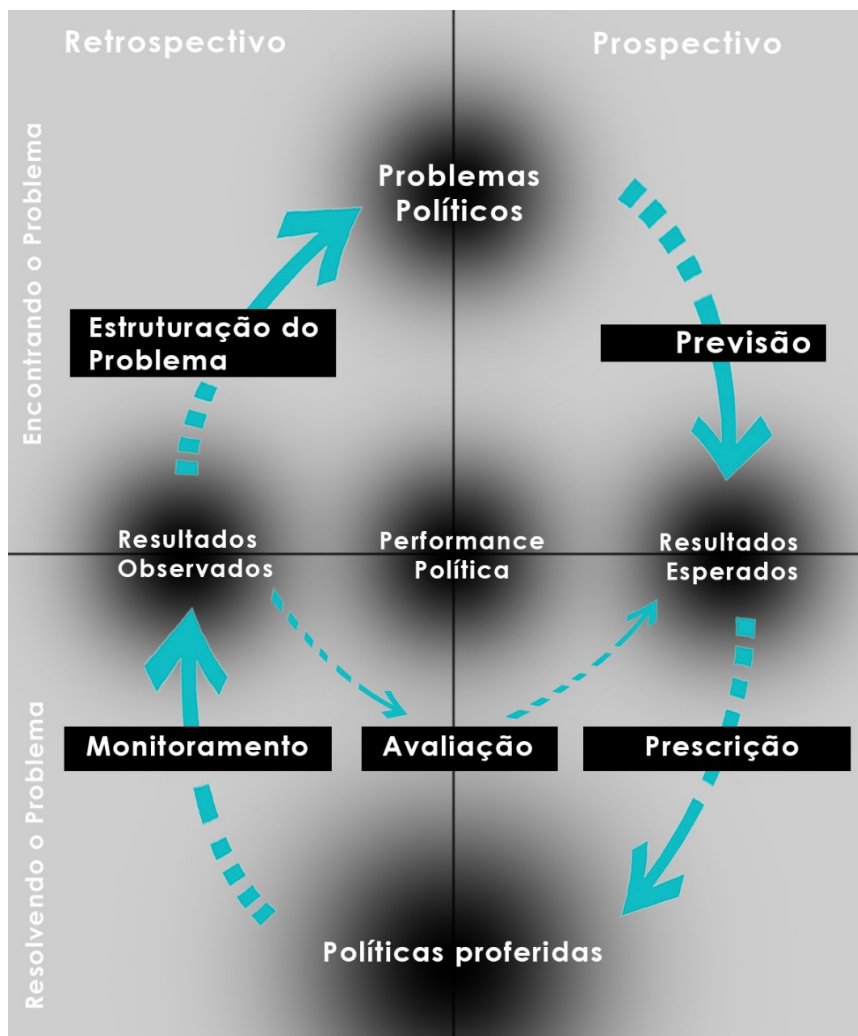 Retrospectivo
Prospectivo
Encontrando o Problema
Problemas
Políticos
Estruturação do
Problema
Previsão
Resultados
Observados
Performance
Política
Resultados
Esperados
Resolvendo o Problema
Monitoramento
Avaliação
Prescrição
Políticas proferidas